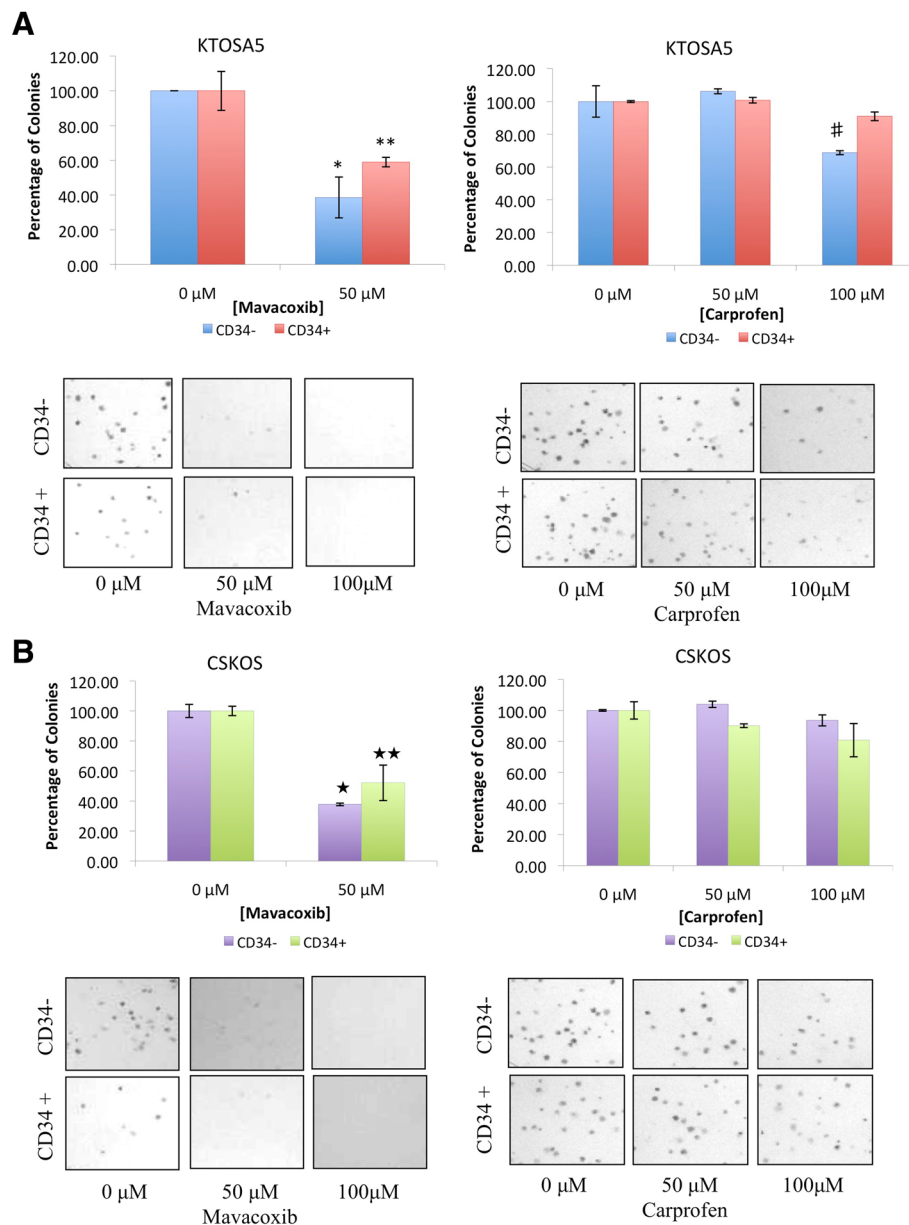 A
KTOSA5
120.00
100.00
80.00
60.00
40.00
20.00
0.00
Percentage of Colonies
*
**
0 µM
50 µM
[Mavacoxib]
CD34-
CD34+
KTOSA5
120.00
100.00
80.00
60.00
40.00
20.00
0.00
Percentage of Colonies
#
0 µM
50 µM
100 µM
[Carprofen]
CD34-
CD34+
CD34-
CD34 +
0 µM
50 µM
100µM
Mavacoxib
CD34-
CD34 +
0 µM
50 µM
100µM
Carprofen
B
CSKOS
120.00
100.00
80.00
60.00
40.00
20.00
0.00
Percentage of Colonies
★
★★
0 µM
50 µM
[Mavacoxib]
CD34-
CD34+
CSKOS
120.00
100.00
80.00
60.00
40.00
20.00
0.00
Percentage of Colonies
0 µM
50 µM
100 µM
[Carprofen]
CD34-
CD34+
CD34-
CD34 +
0 µM
50 µM
100µM
Mavacoxib
CD34-
CD34 +
0 µM
50 µM
100µM
Carprofen